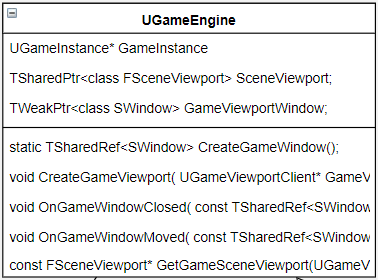 UGameEngine
UGameInstance* GameInstance
TSharedPtr<class FSceneViewport> SceneViewport;
TWeakPtr<class SWindow> GameViewportWindow;
static TSharedRef<SWindow> CreateGameWindow();
void CreateGameViewport( UGameViewportClient* GameV
void OnGameWindowClosed( const TSharedRef<SWindow
void OnGameWindowMoved( const TSharedRef<SWindow
const FSceneViewport* GetGameSceneViewport(UGameV